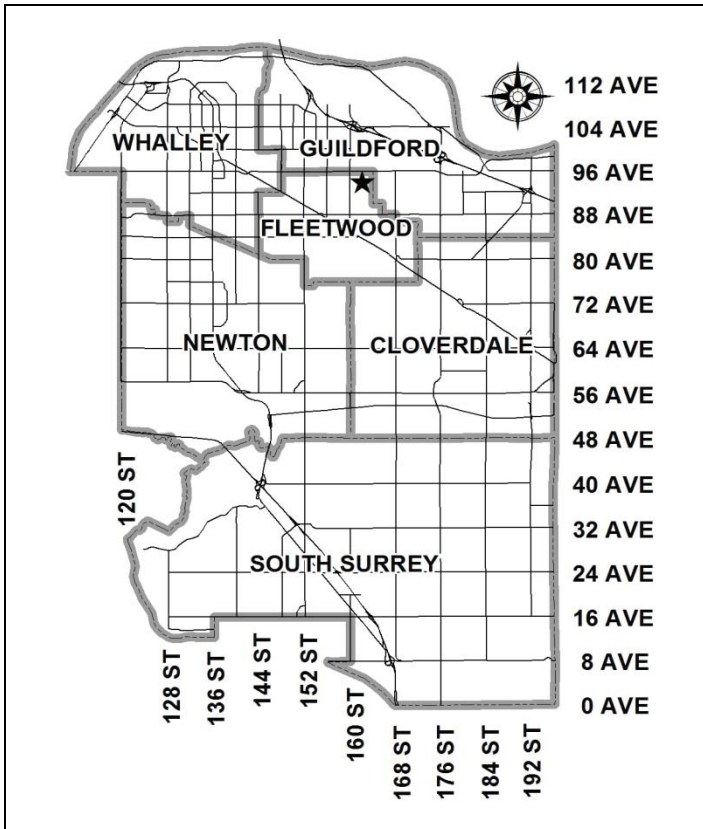 112 AVE
104 AVE
WHALLEY
GUILDFORD
96 AVE
88 AVE
FLEETWOOD
80 AVE
72 AVE
NEWTON
CLOVERDALE
64 AVE
56 AVE
48 AVE
120 ST
40 AVE
32 AVE
SOUTH SURREY
24 AVE
16 AVE
8 AVE
0 AVE
128 ST
136 ST
144 ST
152 ST
160 ST
168 ST
176 ST
184 ST
192 ST